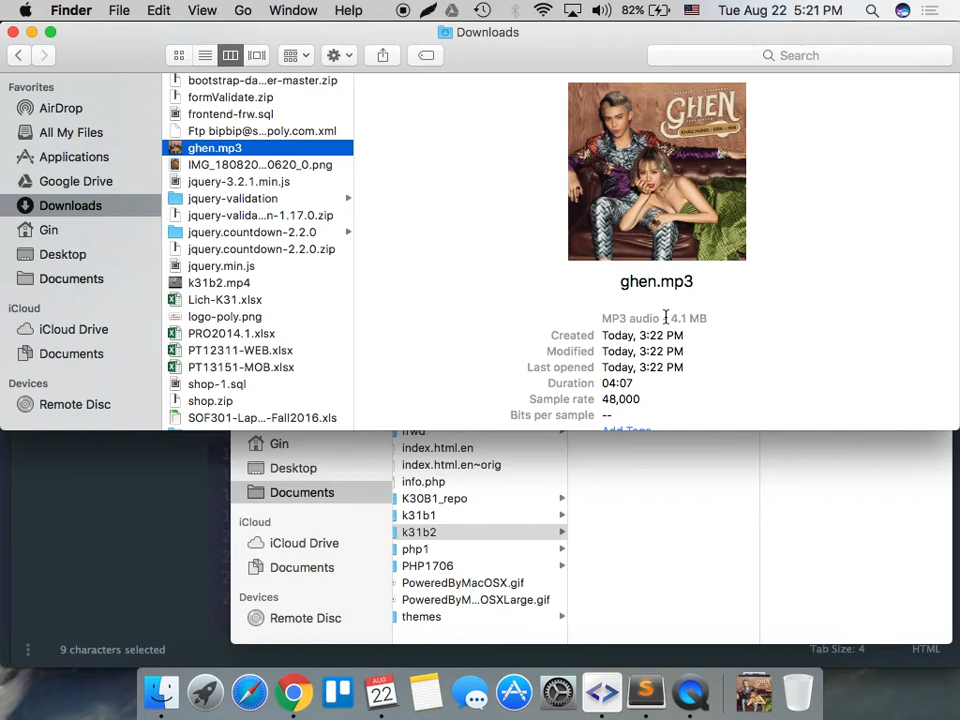 Finder File Edit View Go Window Help 82% Tue Aug 22 5:21 PM
Downloads
Search
Favorites
AirDrop
All My Files
Applications
Google Drive
Downloads
Gin
Desktop
Documents
iCloud
iCloud Drive
Documents
Devices
Remote Disc
bootstrap-da...er-master.zip
formValidate.zip
frontend-frw.sql
Ftp bipbip@s...poly.com.xml
ghen.mp3
IMG_180820...0620_0.png
jquery-3.2.1.min.js
jquery-validation
jquery-valida...n-1.17.0.zip
jquery.countdown-2.2.0
jquery.countdown-2.2.0.zip
jquery.min.js
k31b2.mp4
Lich-K31.xlsx
logo-poly.png
PRO2014.1.xlsx
PT12311-WEB.xlsx
PT13151-MOB.xlsx
shop-1.sql
shop.zip
SOF301-Lap...-Fall2016.xls
GHEN
KHẮC HƯNG · ERIK · MIN
ghen.mp3
MP3 audio - 4.1 MB
Created Today, 3:22 PM
Modified Today, 3:22 PM
Last opened Today, 3:22 PM
Duration 04:07
Sample rate 48,000
Bits per sample --
Add Tags...
Gin
Desktop
Documents
iCloud
iCloud Drive
Documents
Devices
Remote Disc
index.html.en
index.html.en~orig
info.php
K30B1_repo
k31b1
k31b2
php1
PHP1706
PoweredByMacOSX.gif
PoweredByM...OSXLarge.gif
themes
9 characters selected
Tab Size: 4 HTML
AUG
22